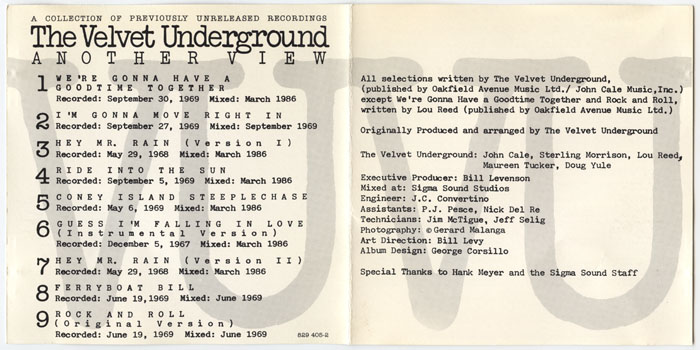 A COLLECTION OF PREVIOUSLY UNRELEASED RECORDINGS
The Velvet Underground
ANOTHER VIEW
1 WE'RE GONNA HAVE A
GOODTIME TOGETHER
Recorded: September 30, 1969 Mixed: March 1986
2 I'M GONNA MOVE RIGHT IN
Recorded: September 27, 1969 Mixed: September 1969
3 HEY MR. RAIN (Version I)
Recorded: May 29, 1968 Mixed: March 1986
4 RIDE INTO THE SUN
Recorded: September 5, 1969 Mixed: March 1986
5 CONEY ISLAND STEEPLECHASE
Recorded: May 6, 1969 Mixed: March 1986
6 GUESS I'M FALLING IN LOVE
(Instrumental Version)
Recorded: December 5, 1967 Mixed: March 1986
7 HEY MR. RAIN (Version II)
Recorded: May 29, 1968 Mixed: March 1986
8 FERRYBOAT BILL
Recorded: June 19, 1969 Mixed: June 1969
9 ROCK AND ROLL
(Original Version)
Recorded: June 19, 1969 Mixed: June 1969
829 405-2
VU
All selections written by The Velvet Underground,
(published by Oakfield Avenue Music Ltd./ John Cale Music,Inc.)
except We're Gonna Have a Goodtime Together and Rock and Roll,
written by Lou Reed (published by Oakfield Avenue Music Ltd.)
Originally Produced and arranged by The Velvet Underground
The Velvet Underground: John Cale, Sterling Morrison, Lou Reed,
Maureen Tucker, Doug Yule
Executive Producer: Bill Levenson
Mixed at: Sigma Sound Studios
Engineer: J.C. Convertino
Assistants: P.J. Pesce, Nick Del Re
Technicians: Jim McTigue, Jeff Selig
Photography: ©Gerard Malanga
Art Direction: Bill Levy
Album Design: George Corsillo
Special Thanks to Hank Meyer and the Sigma Sound Staff
VU